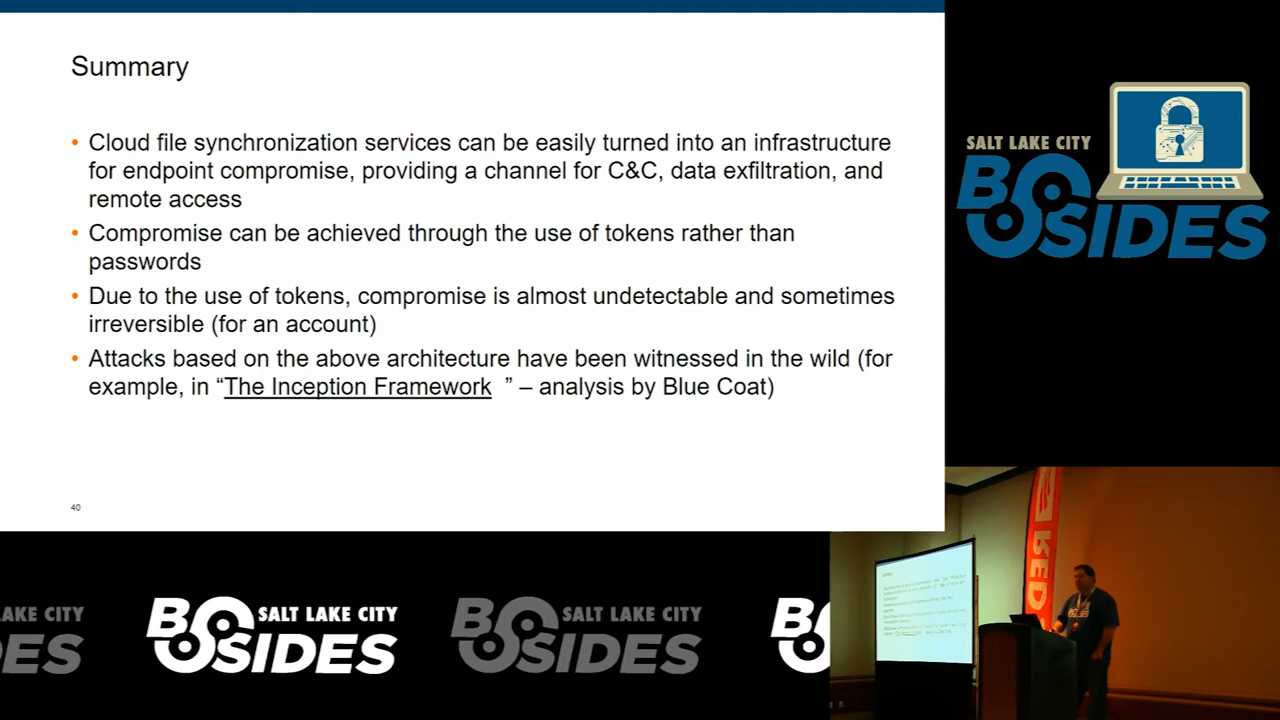 Summary
• Cloud file synchronization services can be easily turned into an infrastructure
for endpoint compromise, providing a channel for C&C, data exfiltration, and
remote access
• Compromise can be achieved through the use of tokens rather than
passwords
• Due to the use of tokens, compromise is almost undetectable and sometimes
irreversible (for an account)
• Attacks based on the above architecture have been witnessed in the wild (for
example, in “The Inception Framework ” – analysis by Blue Coat)
40
SALT LAKE CITY
BSIDES
RED
AKE CITY
DES
SALT LAKE CITY
BSIDES
SALT LAKE CITY
BSIDES